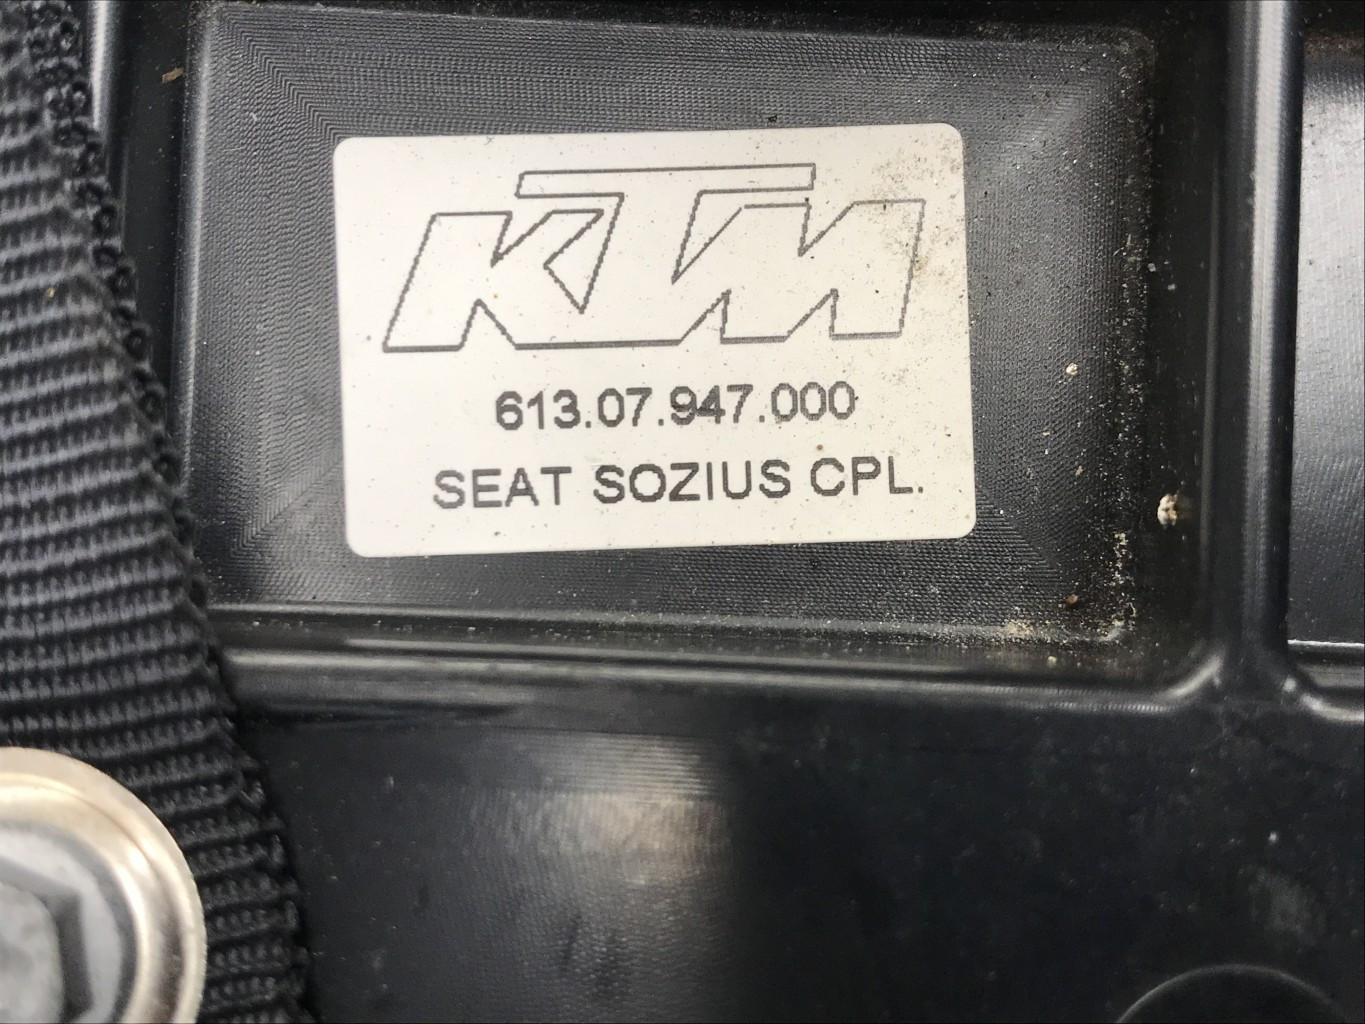 KTM
613.07.947.000
SEAT SOZIUS CPL.